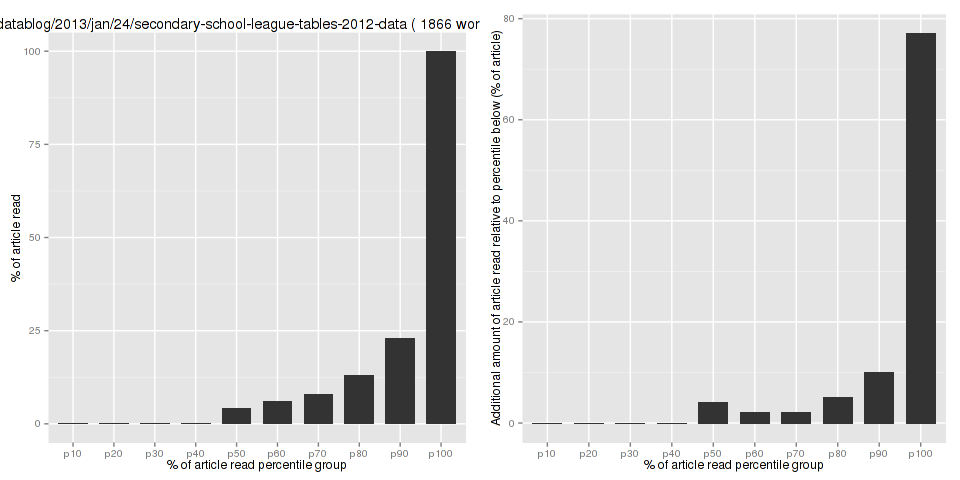 datablog/2013/jan/24/secondary-school-league-tables-2012-data ( 1866 wor
% of article read
100
75
50
25
0
p10 p20 p30 p40 p50 p60 p70 p80 p90 p100
% of article read percentile group
Additional amount of article read relative to percentile below (% of article)
80
60
40
20
0
p10 p20 p30 p40 p50 p60 p70 p80 p90 p100
% of article read percentile group